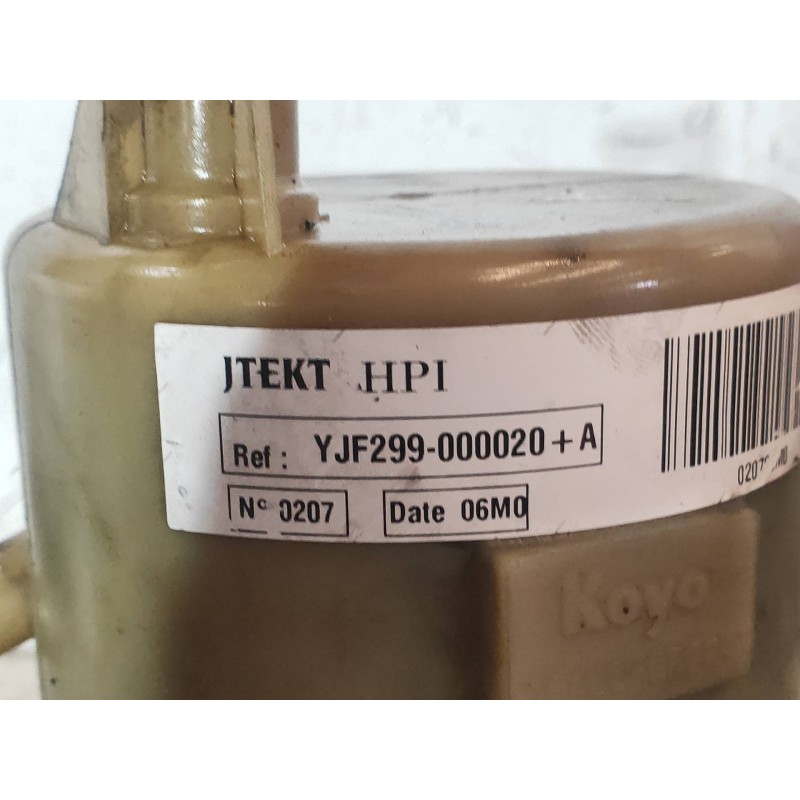 JTEKT HPI
Ref : YJF299-000020+A
N° 0207
Date 06M0
Koyo